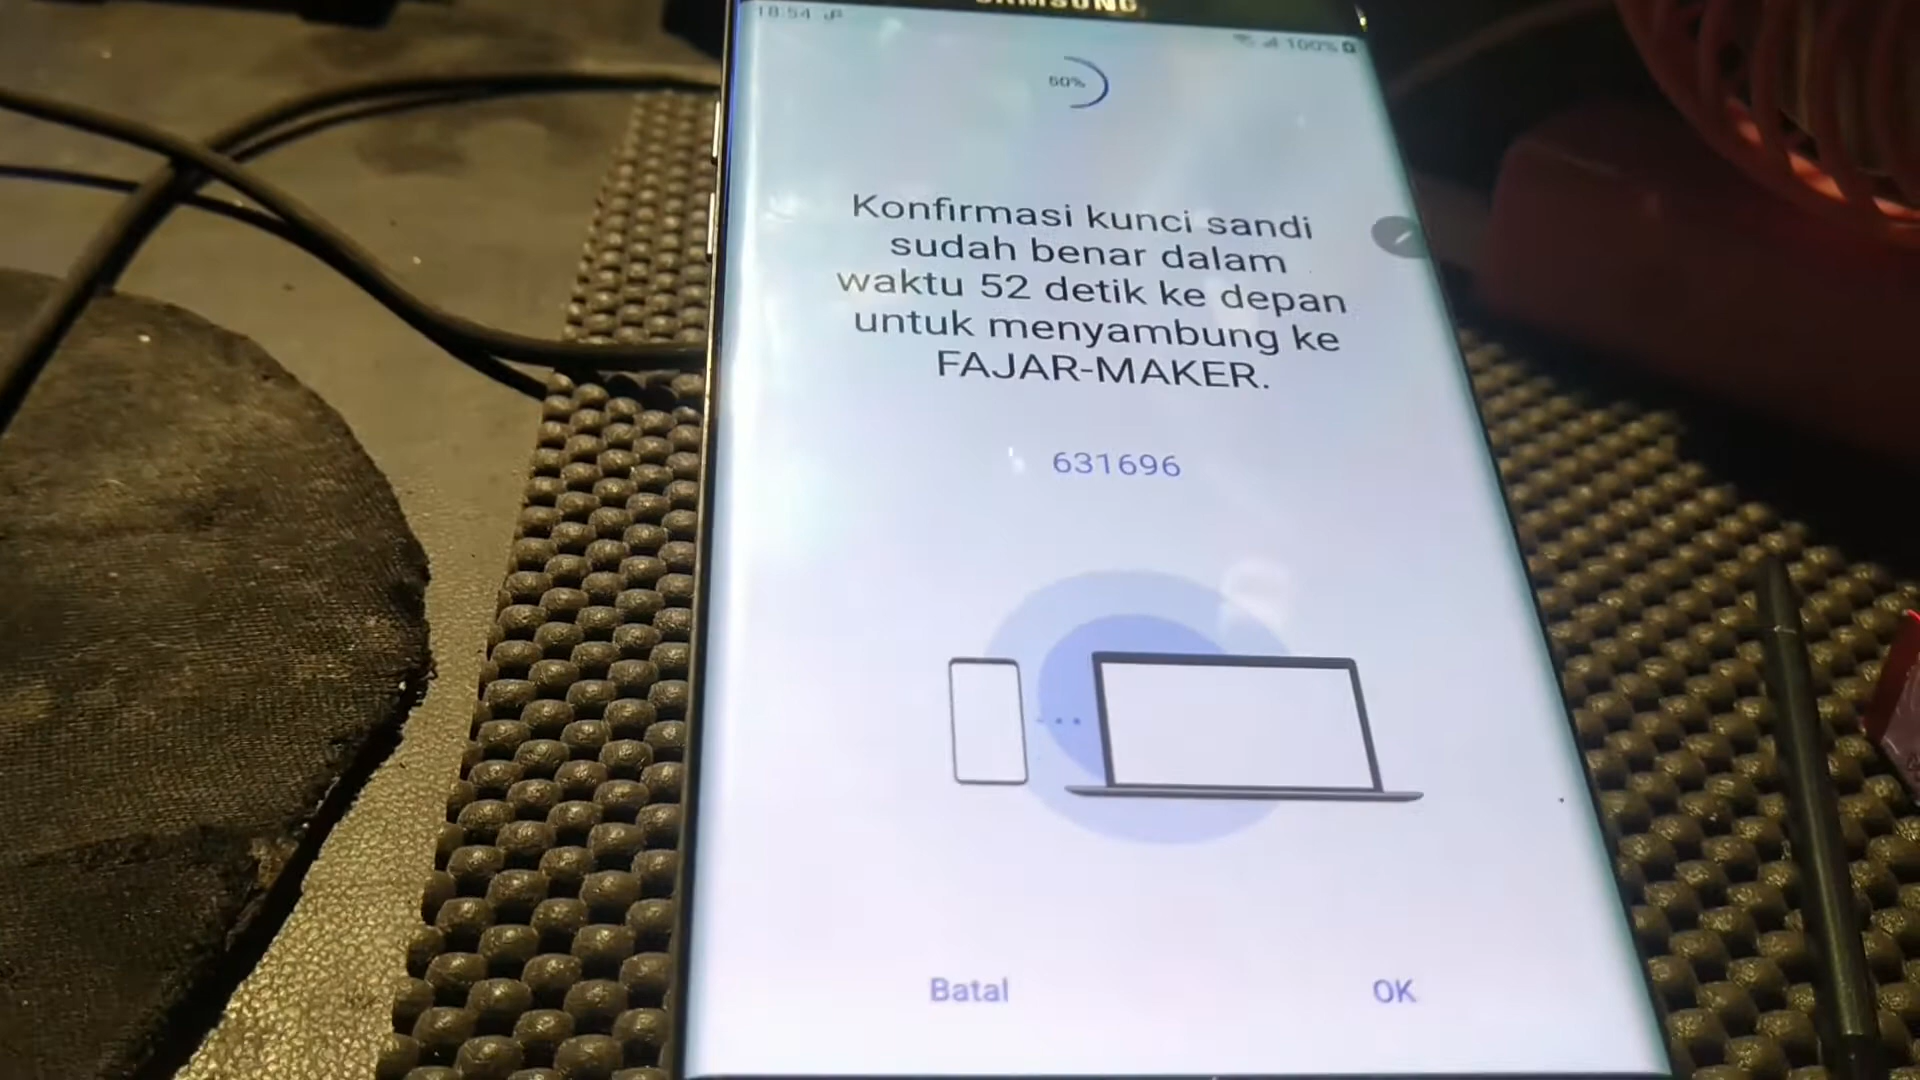 SAMSUNG
18.54
100%
50%
Konfirmasi kunci sandi
sudah benar dalam
waktu 52 detik ke depan
untuk menyambung ke
FAJAR-MAKER.
631696
Batal
OK